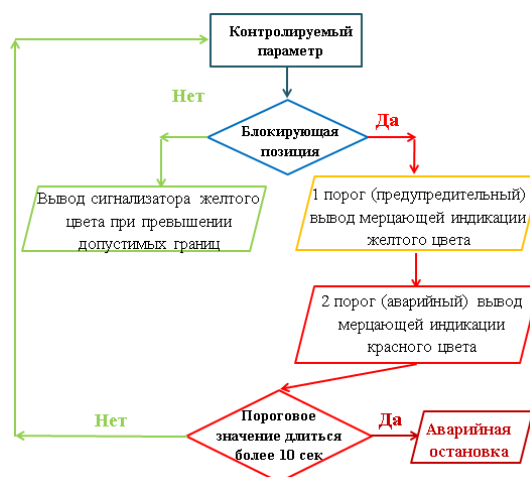 Контролируемый
параметр
Нет
Блокирующая
позиция
Да
Вывод сигнализатора желтого
цвета при превышении
допустимых границ
1 порог (предупредительный)
вывод мерцающей индикации
желтого цвета
2 порог (аварийный) вывод
мерцающей индикации
красного цвета
Нет
Пороговое
значение длиться
более 10 сек
Да
Аварийная
остановка